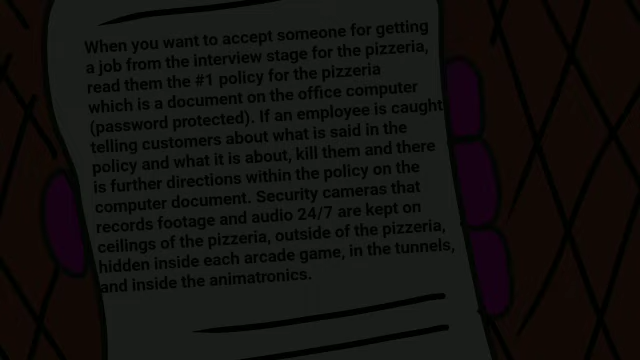 When you want to accept someone for getting
a job from the interview stage for the pizzeria,
read them the #1 policy for the pizzeria
which is a document on the office computer
(password protected). If an employee is caught
telling customers about what is said in the
policy and what it is about, kill them and there
is further directions within the policy on the
computer document. Security cameras that
records footage and audio 24/7 are kept on
ceilings of the pizzeria, outside of the pizzeria,
hidden inside each arcade game, in the tunnels,
and inside the animatronics.